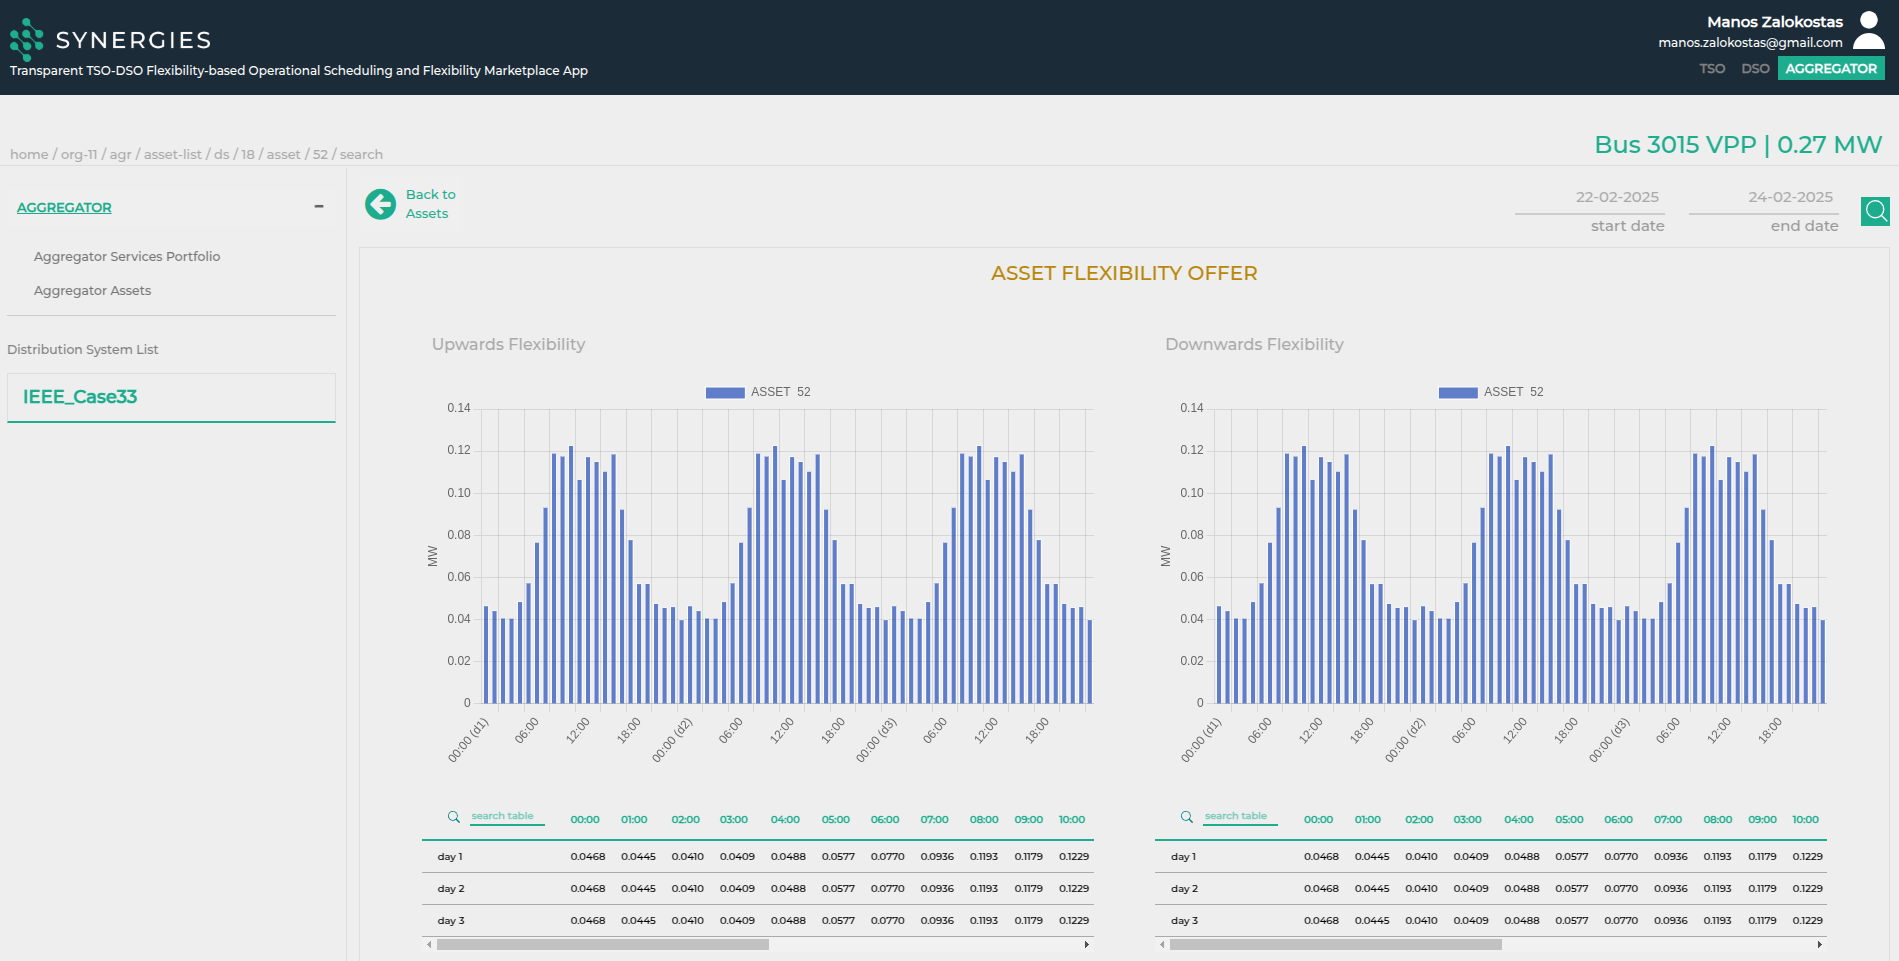 SYNERGIES
Transparent TSO-DSO Flexibility-based Operational Scheduling and Flexibility Marketplace App
Manos Zalokostas
manos.zalokostas@gmail.com
TSO DSO AGGREGATOR
home / org-11 / agr / asset-list / ds / 18 / asset / 52 / search
Bus 3015 VPP | 0.27 MW
AGGREGATOR
Aggregator Services Portfolio
Aggregator Assets
Distribution System List
IEEE_Case33
Back to
Assets
22-02-2025
start date
24-02-2025
end date
ASSET FLEXIBILITY OFFER
Upwards Flexibility
ASSET 52
0.14
0.12
0.10
0.08
0.06
0.04
0.02
0
MW
00:00 (d1) 06:00 12:00 18:00 00:00 (d2) 06:00 12:00 18:00 00:00 (d3) 06:00 12:00 18:00
search table 00:00 01:00 02:00 03:00 04:00 05:00 06:00 07:00 08:00 09:00 10:00
day 1 0.0468 0.0445 0.0410 0.0409 0.0488 0.0577 0.0770 0.0936 0.1193 0.1179 0.1229
day 2 0.0468 0.0445 0.0410 0.0409 0.0488 0.0577 0.0770 0.0936 0.1193 0.1179 0.1229
day 3 0.0468 0.0445 0.0410 0.0409 0.0488 0.0577 0.0770 0.0936 0.1193 0.1179 0.1229
Downwards Flexibility
ASSET 52
0.14
0.12
0.10
0.08
0.06
0.04
0.02
0
MW
00:00 (d1) 06:00 12:00 18:00 00:00 (d2) 06:00 12:00 18:00 00:00 (d3) 06:00 12:00 18:00
search table 00:00 01:00 02:00 03:00 04:00 05:00 06:00 07:00 08:00 09:00 10:00
day 1 0.0468 0.0445 0.0410 0.0409 0.0488 0.0577 0.0770 0.0936 0.1193 0.1179 0.1229
day 2 0.0468 0.0445 0.0410 0.0409 0.0488 0.0577 0.0770 0.0936 0.1193 0.1179 0.1229
day 3 0.0468 0.0445 0.0410 0.0409 0.0488 0.0577 0.0770 0.0936 0.1193 0.1179 0.1229